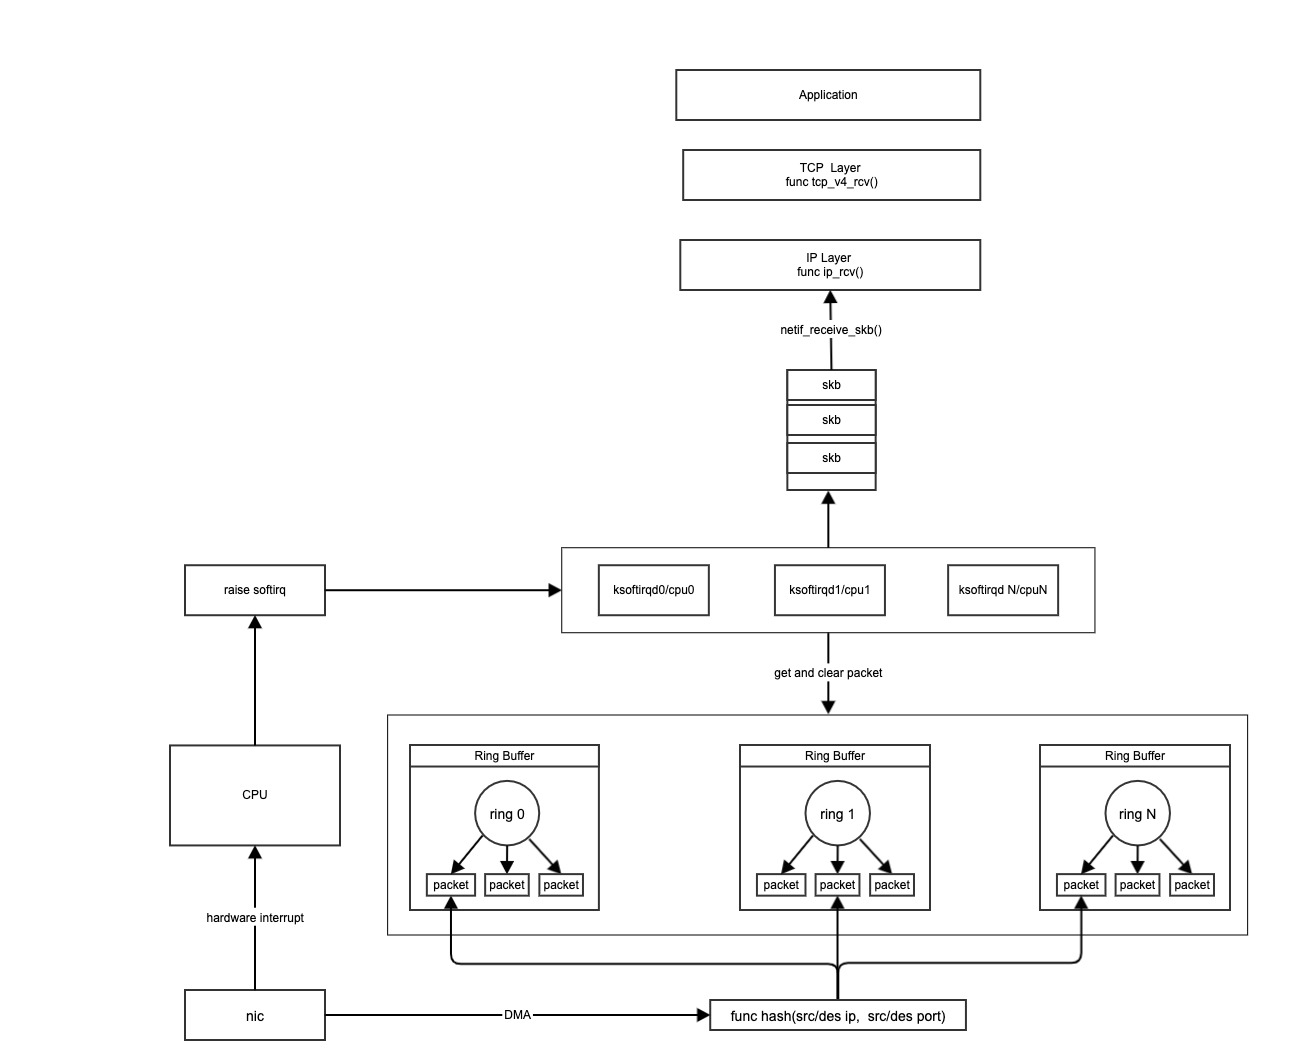 Application
TCP  Layer
func tcp_v4_rcv()
IP Layer
func ip_rcv()
netif_receive_skb()
skb
skb
skb
raise softirq
ksoftirqd0/cpu0
ksoftirqd1/cpu1
ksoftirqd N/cpuN
get and clear packet
Ring Buffer
Ring Buffer
Ring Buffer
CPU
ring 0
ring 1
ring N
packet
packet
packet
packet
packet
packet
packet
packet
packet
hardware interrupt
nic
DMA
func hash(src/des ip,  src/des port)